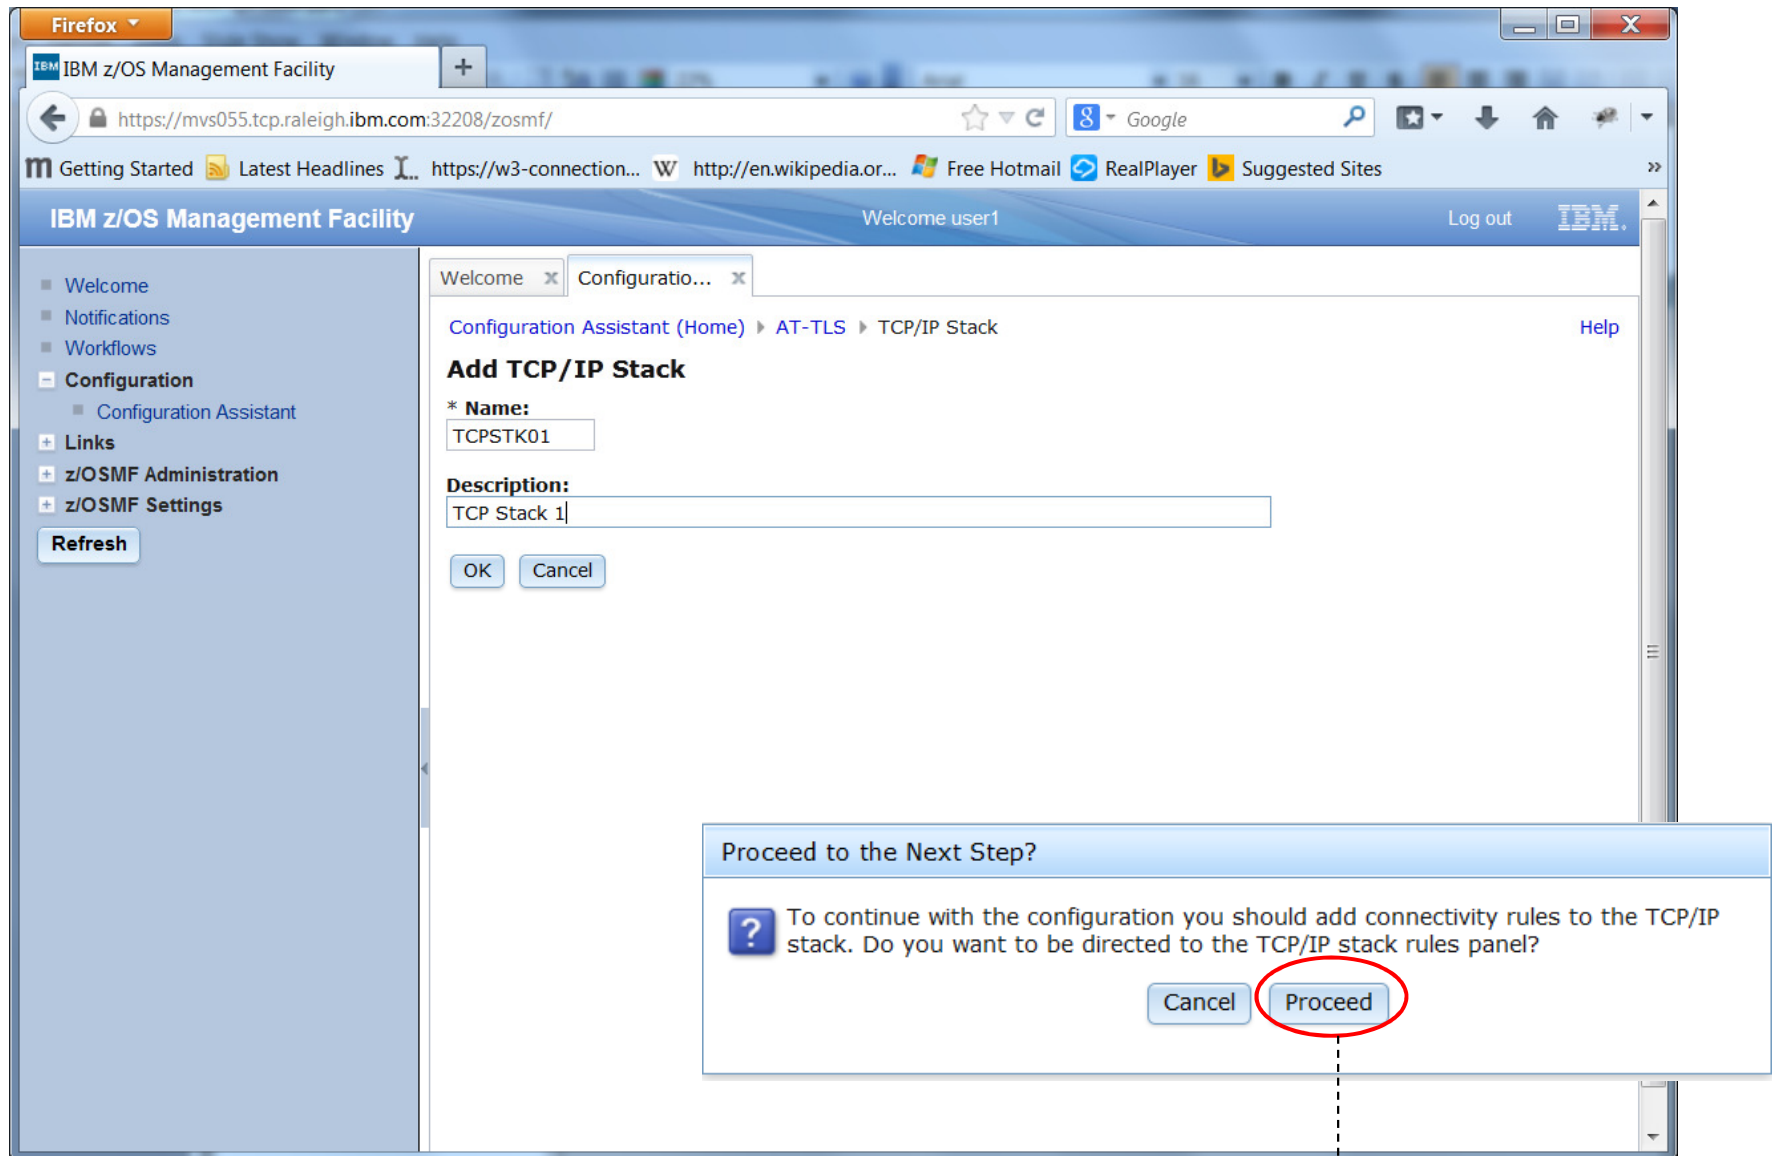 Firefox
IBM IBM z/OS Management Facility
https://mvs055.tcp.raleigh.ibm.com:32208/zosmf/
8 Google
m Getting Started Latest Headlines I... https://w3-connection... W http://en.wikipedia.or... Free Hotmail RealPlayer Suggested Sites »
IBM z/OS Management Facility Welcome user1 Log out IBM.
Welcome
Notifications
Workflows
Configuration
Configuration Assistant
Links
z/OSMF Administration
z/OSMF Settings
Refresh
Welcome x Configuratio... x
Configuration Assistant (Home) AT-TLS TCP/IP Stack Help
Add TCP/IP Stack
* Name:
TCPSTK01
Description:
TCP Stack 1
OK Cancel
Proceed to the Next Step?
? To continue with the configuration you should add connectivity rules to the TCP/IP
stack. Do you want to be directed to the TCP/IP stack rules panel?
Cancel Proceed